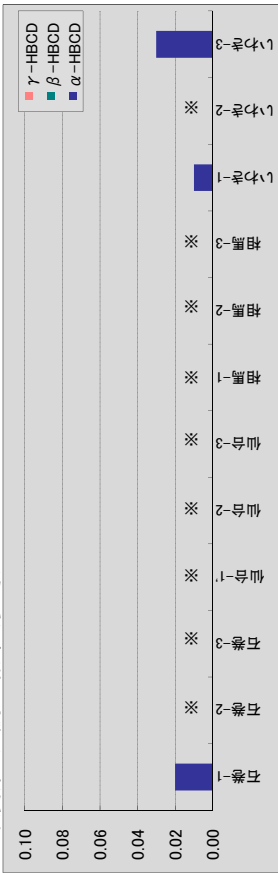 γ-HBCD
β-HBCD
α-HBCD
0.10
0.08
0.06
0.04
0.02
0.00
※
※
※
※
※
※
※
※
※
石巻-1
石巻-2
石巻-3
仙台-1'
仙台-2
仙台-3
相馬-1
相馬-2
相馬-3
いわき-1
いわき-2
いわき-3